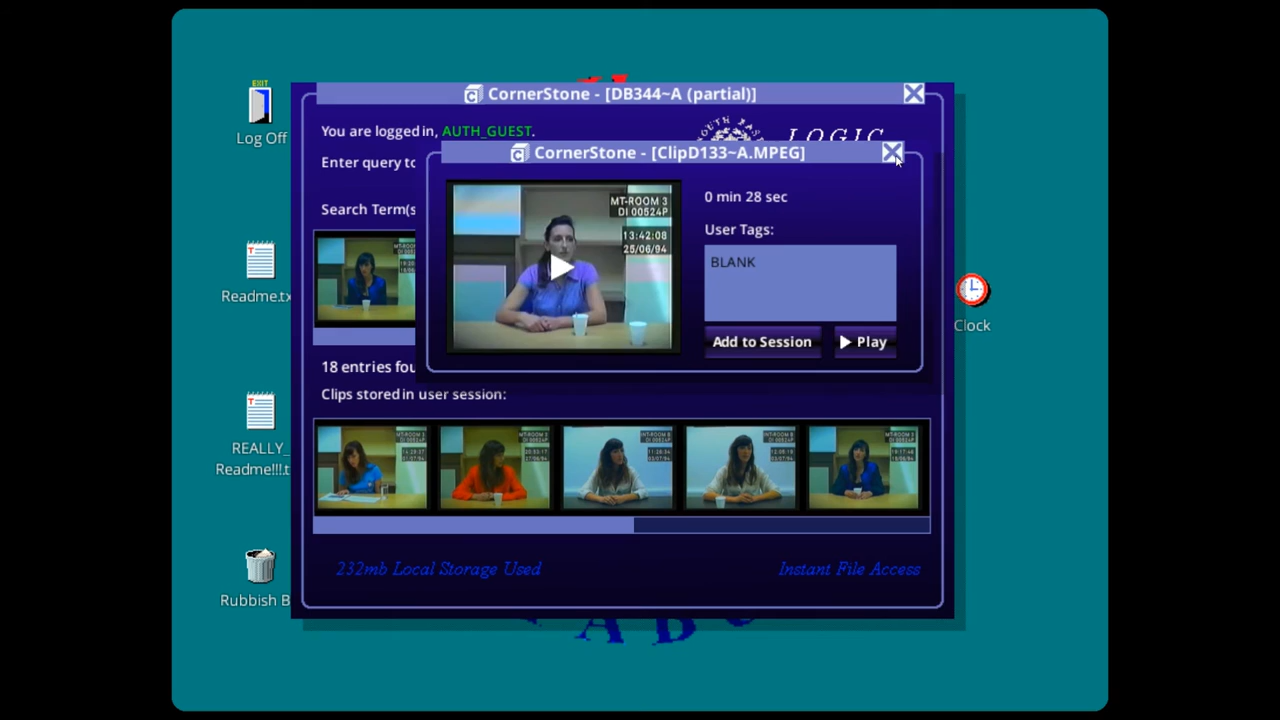 EXIT
Log Off
Readme.tx
REALLY_
Readme!!!.t
Rubbish B
Clock
CornerStone - [DB344~A (partial)]
You are logged in, AUTH_GUEST.
LOGIC
Enter query to
Search Term(s
CornerStone - [ClipD133~A.MPEG]
MT-ROOM 3
DI 00524P
13:42:08
25/06/94
0 min 28 sec
User Tags:
BLANK
Add to Session
Play
18 entries fou
Clips stored in user session:
232mb Local Storage Used
Instant File Access